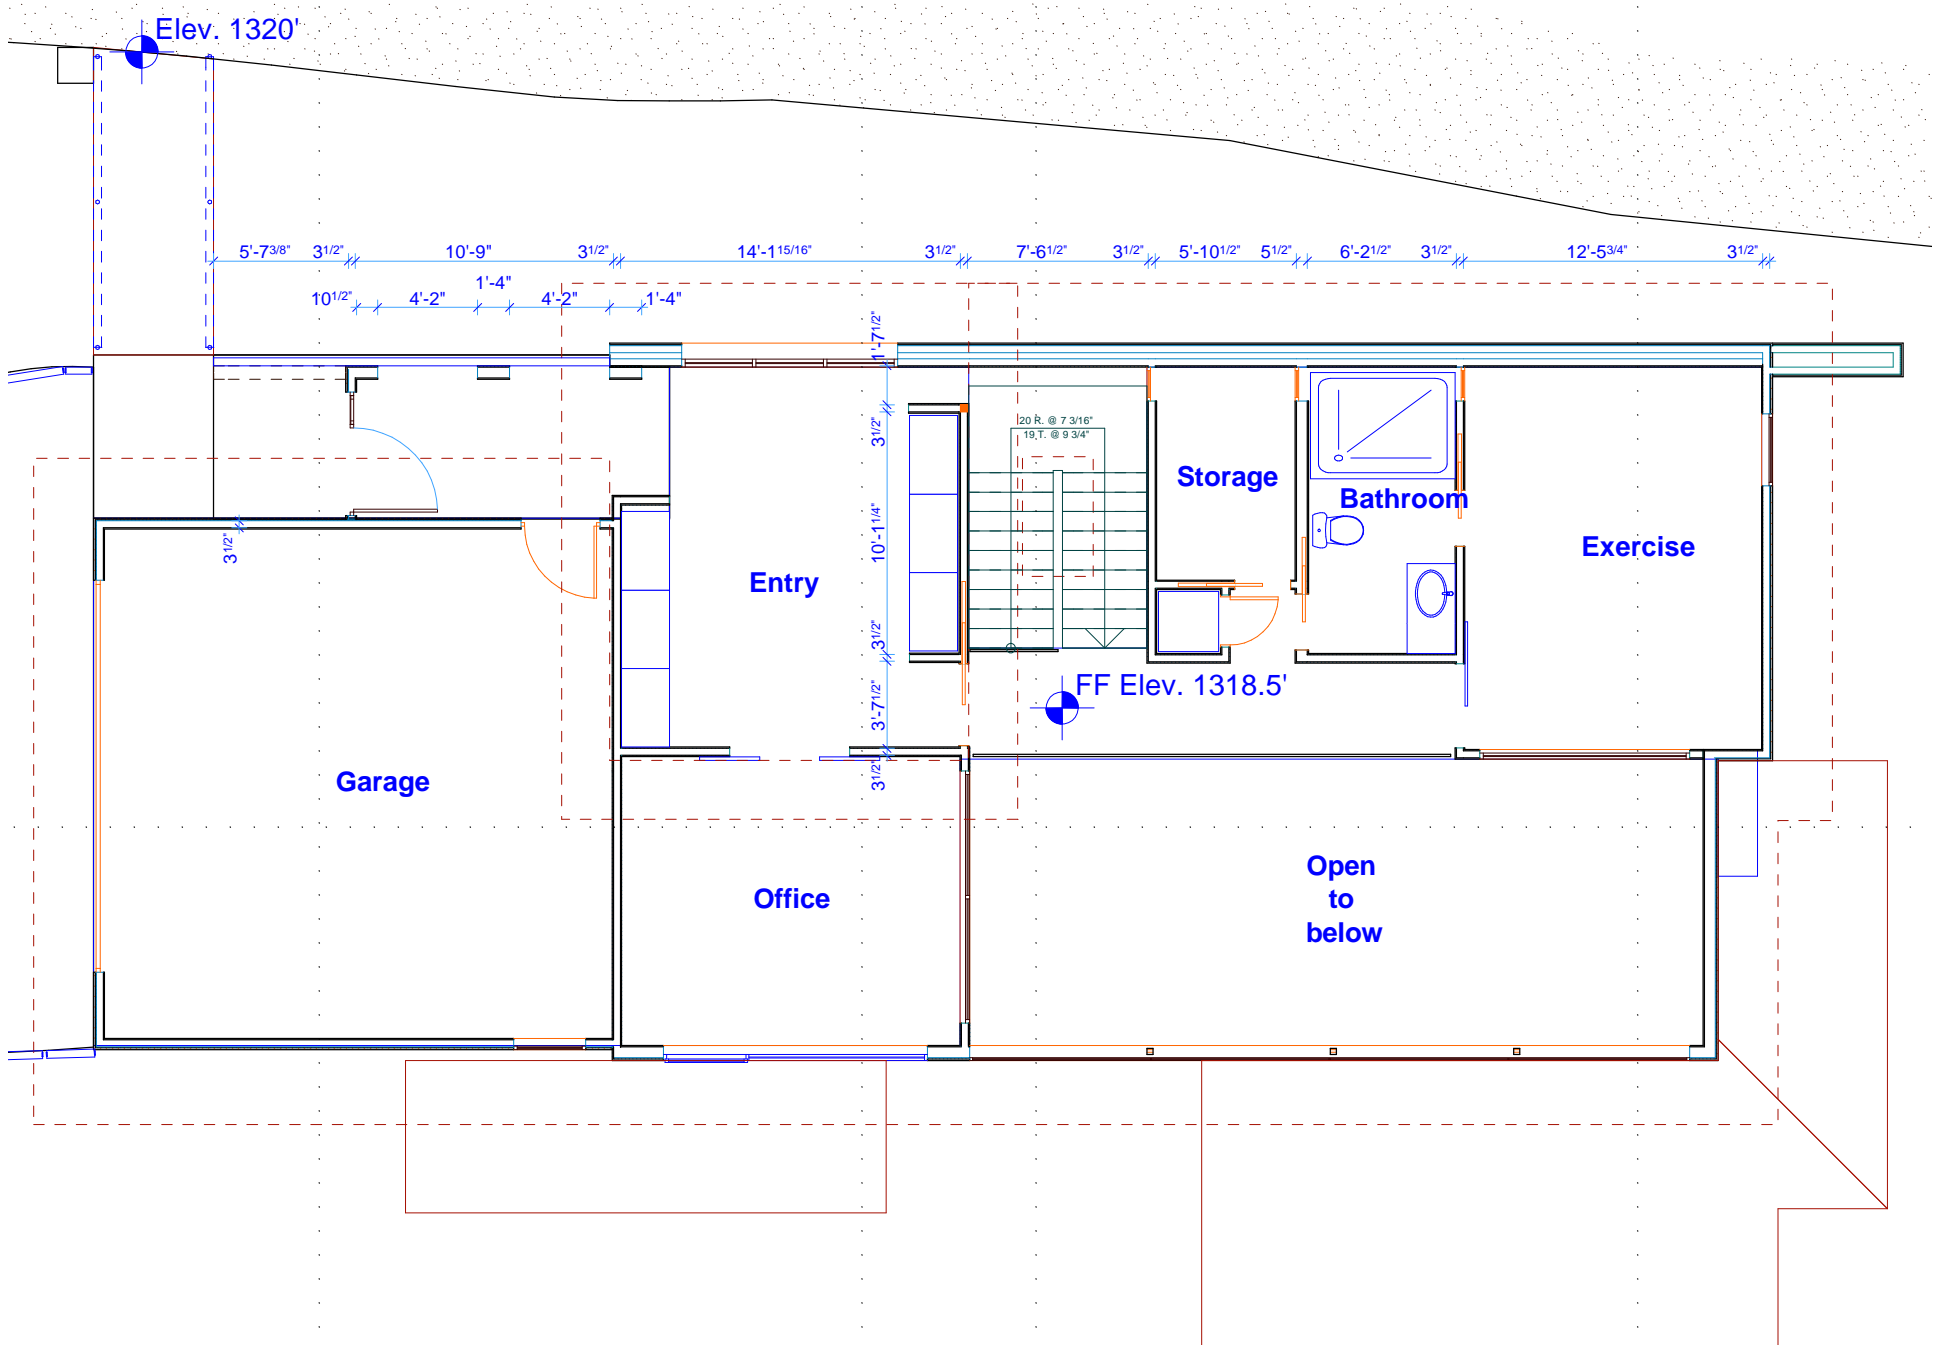 Elev. 1320'
5'-7 3/8"
3 1/2"
10'-9"
3 1/2"
14'-1 15/16"
3 1/2"
7'-6 1/2"
3 1/2"
5'-10 1/2"
5 1/2"
6'-2 1/2"
3 1/2"
12'-5 3/4"
3 1/2"
10 1/2"
4'-2"
1'-4"
4'-2"
1'-4"
1'-7 1/2"
3 1/2"
10'-1 1/4"
3 1/2"
3'-7 1/2"
3 1/2"
3 1/2"
20 R. @ 7 3/16"
19 T. @ 9 3/4"
Storage
Bathroom
Exercise
Entry
FF Elev. 1318.5'
Garage
Office
Open
to
below